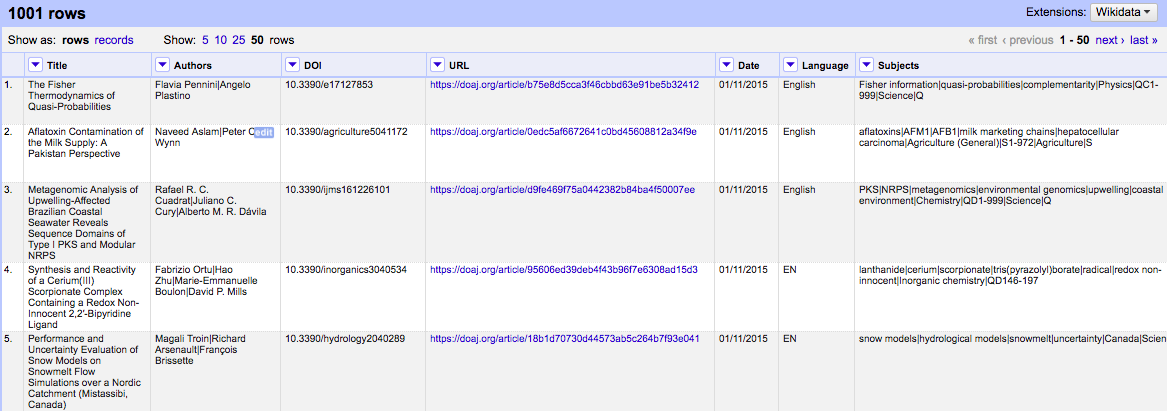 1001 rows
Extensions: Wikidata
Show as: rows records Show: 5 10 25 50 rows « first ‹ previous 1 - 50 next › last »
Title Authors DOI URL Date Language Subjects
1. The Fisher Thermodynamics of Quasi-Probabilities
Flavia Pennini|Angelo Plastino
10.3390/e17127853
https://doaj.org/article/b75e8d5cca3f46cbbd63e91be5b32412
01/11/2015
English
Fisher information|quasi-probabilities|complementarity|Physics|QC1-999|Science|Q
2. Aflatoxin Contamination of the Milk Supply: A Pakistan Perspective
Naveed Aslam|Peter C edit Wynn
10.3390/agriculture5041172
https://doaj.org/article/0edc5af6672641c0bd45608812a34f9e
01/11/2015
English
aflatoxins|AFM1|AFB1|milk marketing chains|hepatocellular carcinoma|Agriculture (General)|S1-972|Agriculture|S
3. Metagenomic Analysis of Upwelling-Affected Brazilian Coastal Seawater Reveals Sequence Domains of Type I PKS and Modular NRPS
Rafael R. C. Cuadrat|Juliano C. Cury|Alberto M. R. Dávila
10.3390/ijms161226101
https://doaj.org/article/d9fe469f75a0442382b84ba4f50007ee
01/11/2015
English
PKS|NRPS|metagenomics|environmental genomics|upwelling|coastal environment|Chemistry|QD1-999|Science|Q
4. Synthesis and Reactivity of a Cerium(III) Scorpionate Complex Containing a Redox Non-Innocent 2,2′-Bipyridine Ligand
Fabrizio Ortu|Hao Zhu|Marie-Emmanuelle Boulon|David P. Mills
10.3390/inorganics3040534
https://doaj.org/article/95606ed39deb4f43b96f7e6308ad15d3
01/11/2015
EN
lanthanide|cerium|scorpionate|tris(pyrazolyl)borate|radical|redox non-innocent|Inorganic chemistry|QD146-197
5. Performance and Uncertainty Evaluation of Snow Models on Snowmelt Flow Simulations over a Nordic Catchment (Mistassibi, Canada)
Magali Troin|Richard Arsenault|François Brissette
10.3390/hydrology2040289
https://doaj.org/article/18b1d70730d44573ab5c264b7f93e041
01/11/2015
EN
snow models|hydrological models|snowmelt|uncertainty|Canada|Scien